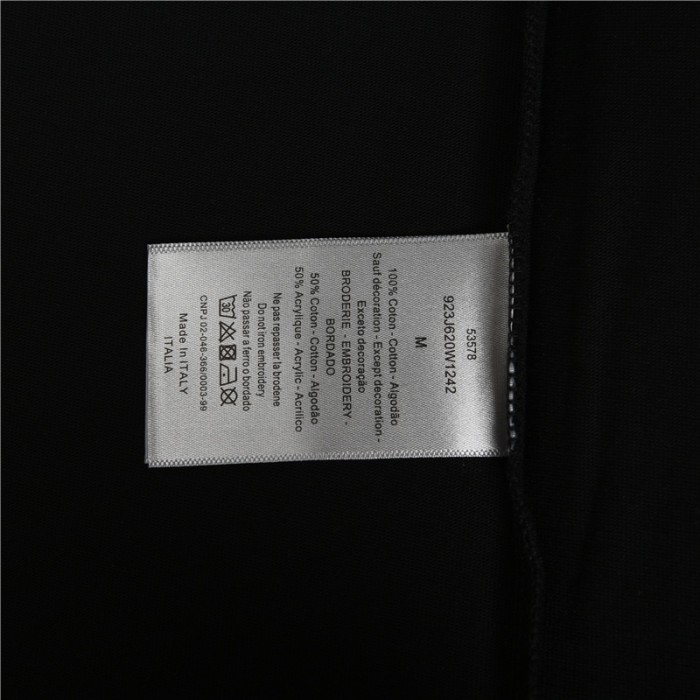 53578
923J620W1242
M
100% Coton - Cotton - Algodão
Sauf décoration - Except decoration -
Exceto decoração
BRODERIE - EMBROIDERY -
BORDADO
50% Coton - Cotton - Algodão
50% Acrylique - Acrylic - Acrílico
Ne pas repasser la broderie
Do not iron embroidery
Não passar a ferro o bordado
30
CNPJ 02-046-366/0003-99
Made In ITALY
ITALIA